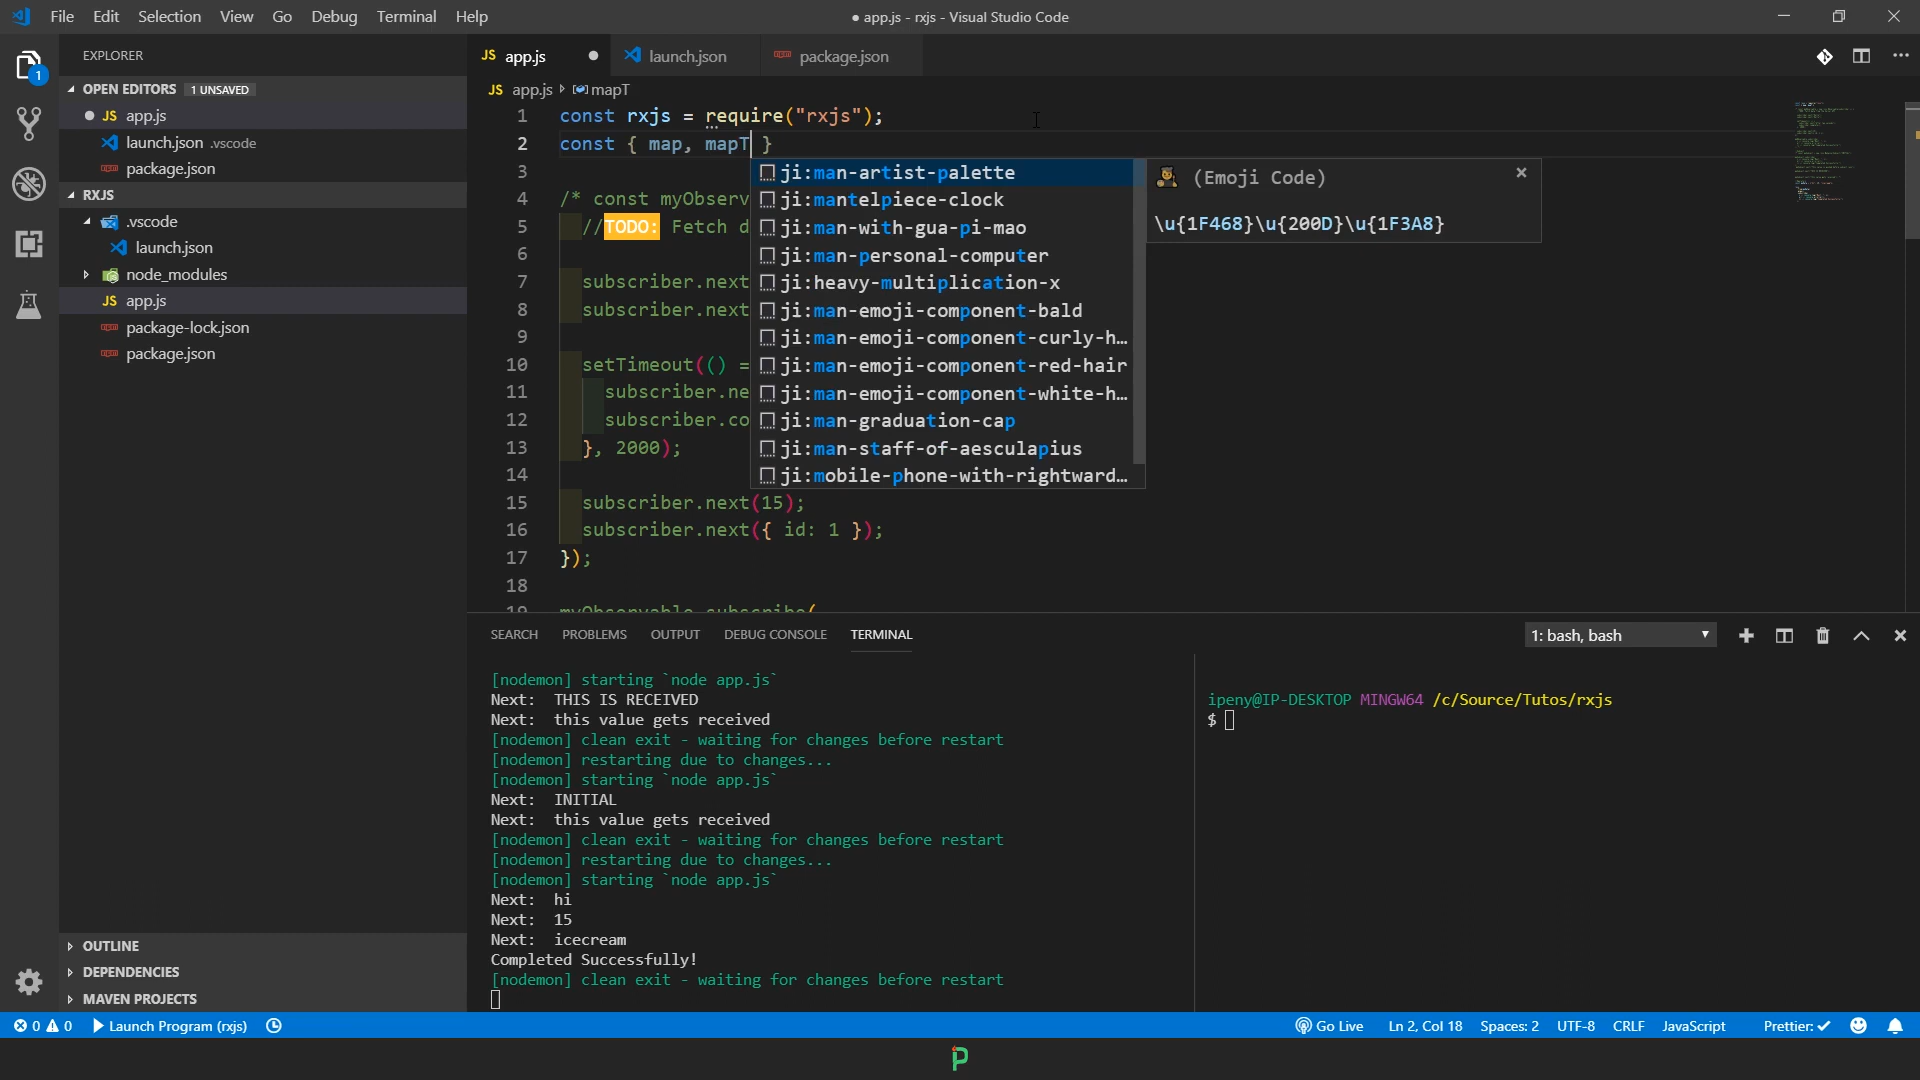 File Edit Selection View Go Debug Terminal Help
● app.js - rxjs - Visual Studio Code
1
EXPLORER
OPEN EDITORS 1 UNSAVED
JS app.js
launch.json .vscode
package.json
RXJS
.vscode
launch.json
node_modules
JS app.js
package-lock.json
package.json
OUTLINE
DEPENDENCIES
MAVEN PROJECTS
JS app.js ● launch.json package.json
JS app.js mapT
1 const rxjs = require("rxjs");
2 const { map, mapT }
3
4 /* const myObserv
5 //TODO: Fetch d
6
7 subscriber.next
8 subscriber.next
9
10 setTimeout(() =
11 subscriber.ne
12 subscriber.co
13 }, 2000);
14
15 subscriber.next(15);
16 subscriber.next({ id: 1 });
17 });
18
19 myObservable.subscribe(
ji:man-artist-palette
ji:mantelpiece-clock
ji:man-with-gua-pi-mao
ji:man-personal-computer
ji:heavy-multiplication-x
ji:man-emoji-component-bald
ji:man-emoji-component-curly-h…
ji:man-emoji-component-red-hair
ji:man-emoji-component-white-h…
ji:man-graduation-cap
ji:man-staff-of-aesculapius
ji:mobile-phone-with-rightward…
(Emoji Code)
\u{1F468}\u{200D}\u{1F3A8}
SEARCH PROBLEMS OUTPUT DEBUG CONSOLE TERMINAL
1: bash, bash
[nodemon] starting `node app.js`
Next: THIS IS RECEIVED
Next: this value gets received
[nodemon] clean exit - waiting for changes before restart
[nodemon] restarting due to changes...
[nodemon] starting `node app.js`
Next: INITIAL
Next: this value gets received
[nodemon] clean exit - waiting for changes before restart
[nodemon] restarting due to changes...
[nodemon] starting `node app.js`
Next: hi
Next: 15
Next: icecream
Completed Successfully!
[nodemon] clean exit - waiting for changes before restart
ipeny@IP-DESKTOP MINGW64 /c/Source/Tutos/rxjs
$
0 0 Launch Program (rxjs) Go Live Ln 2, Col 18 Spaces: 2 UTF-8 CRLF JavaScript Prettier: ✓